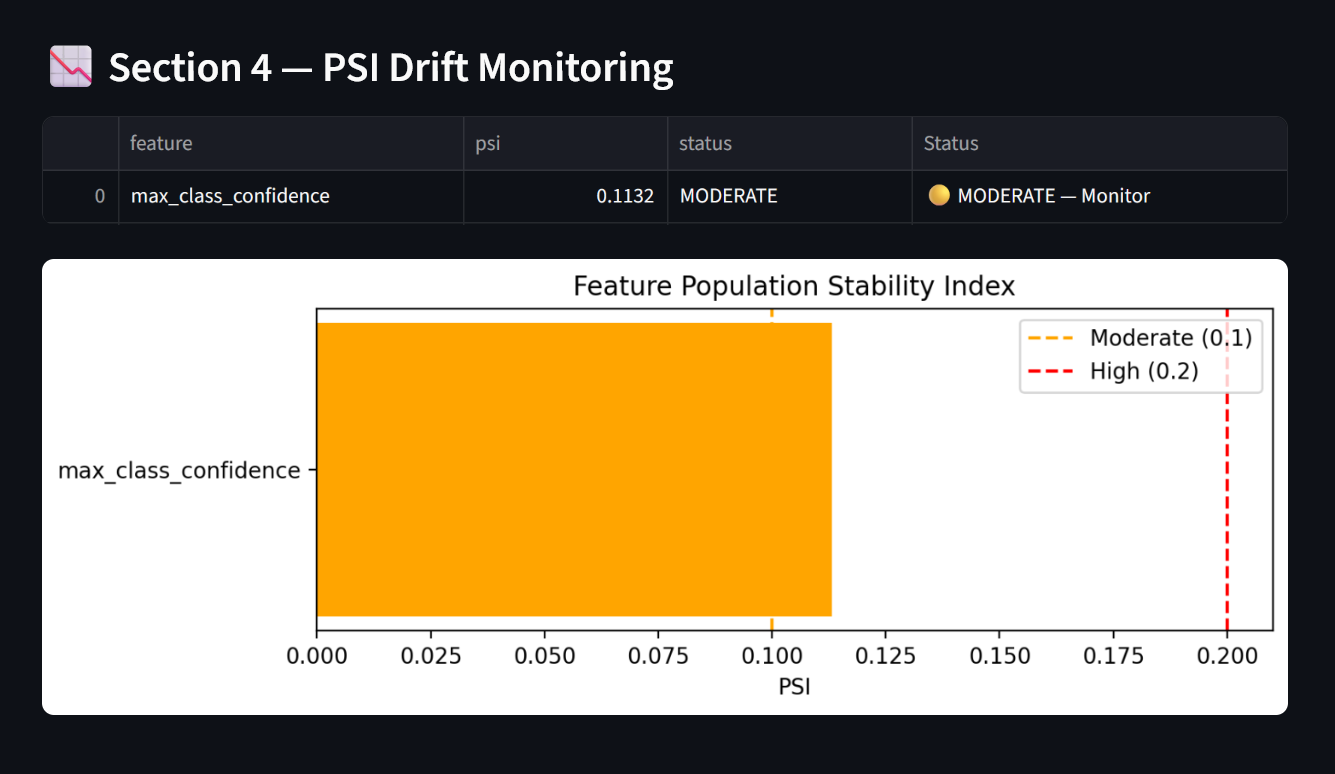 Section 4 — PSI Drift Monitoring
feature psi status Status
0 max_class_confidence 0.1132 MODERATE MODERATE — Monitor
Feature Population Stability Index
Moderate (0.1)
High (0.2)
max_class_confidence
0.000 0.025 0.050 0.075 0.100 0.125 0.150 0.175 0.200
PSI